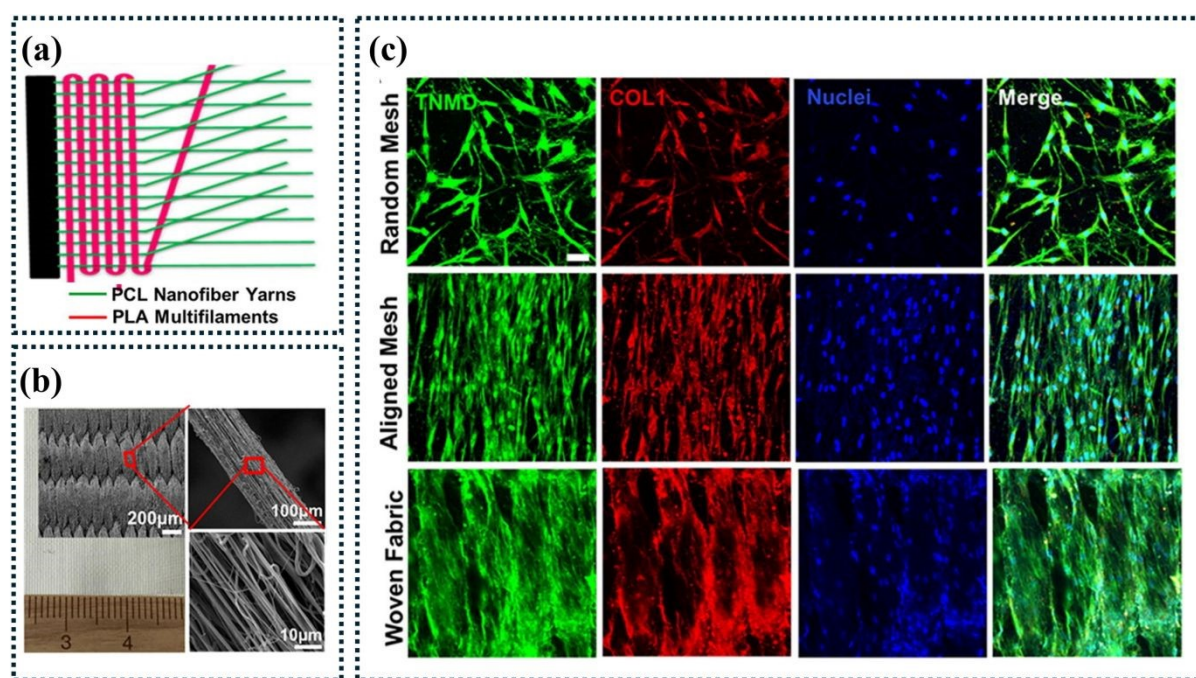 (a)
PCL Nanofiber Yarns
PLA Multifilaments
(b)
200μm
100μm
10μm
3 4
(c)
TNMD COL1 Nuclei Merge
Random Mesh
Aligned Mesh
Woven Fabric